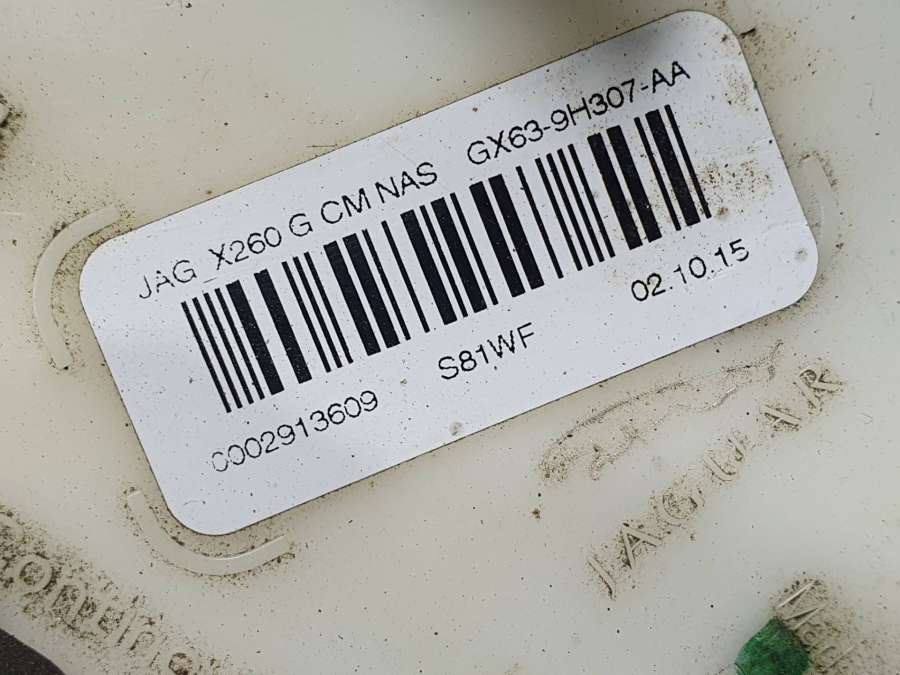 JAG_X260 G CM NAS GX63-9H307-AA
0002913609 S81WF 02.10.15
JAGUAR